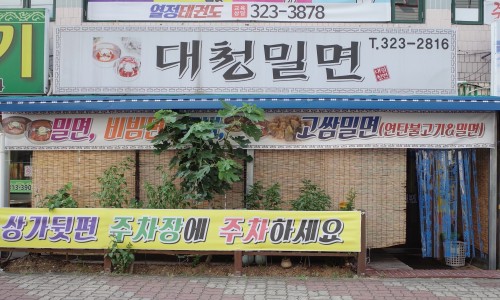 열정태권도 323-3878
대청밀면 T.323-2816
밀면, 비빔면 고쌈밀면(연탄불고기&밀면)
상가뒷편 주차장에 주차하세요